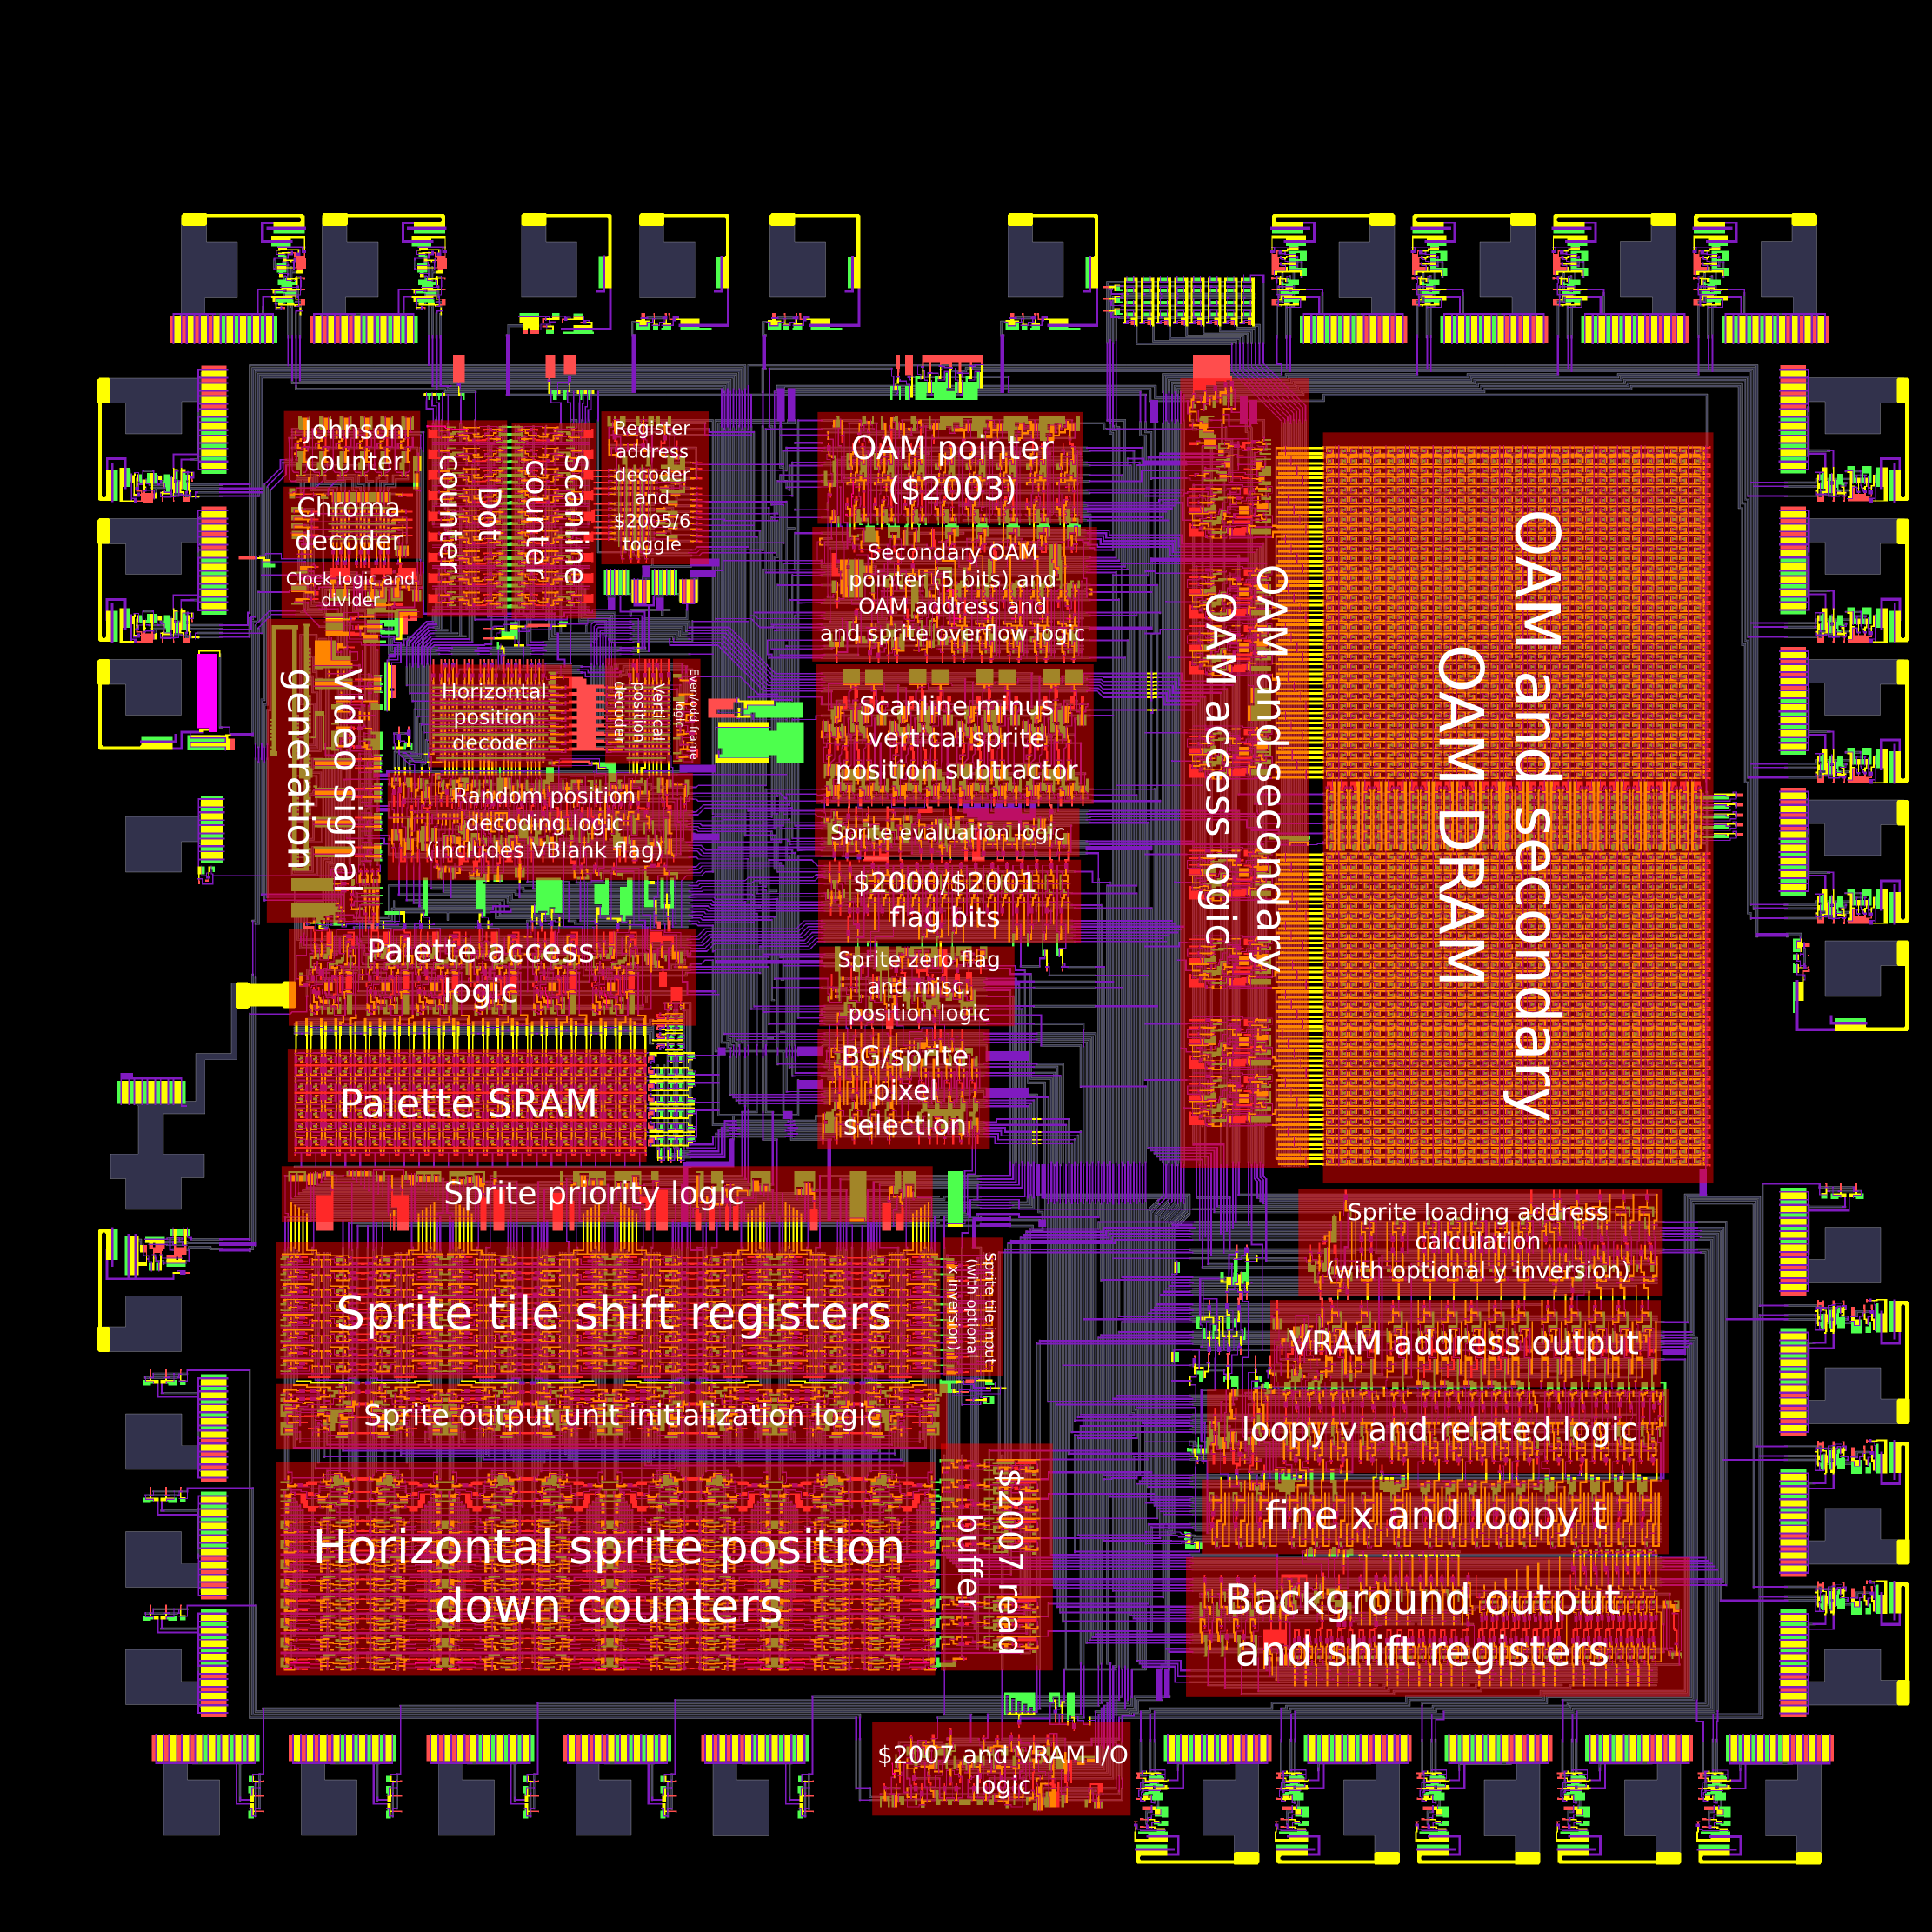 Johnson
counter
Chroma
decoder
Clock logic and
divider
Dot
counter
Scanline
counter
Register
address
decoder
and
$2005/6
toggle
OAM pointer
($2003)
Secondary OAM
pointer (5 bits) and
OAM address and
and sprite overflow logic
OAM and secondary
OAM access logic
OAM and secondary
OAM DRAM
Video signal
generation
Horizontal
position
decoder
Vertical
position
decoder
Even/odd frame
logic
Scanline minus
vertical sprite
position subtractor
Random position
decoding logic
(includes VBlank flag)
Sprite evaluation logic
$2000/$2001
flag bits
Palette access
logic
Sprite zero flag
and misc.
position logic
Palette SRAM
BG/sprite
pixel
selection
Sprite priority logic
Sprite tile shift registers
sprite tile input
(with optional
x inversion)
Sprite output unit initialization logic
Horizontal sprite position
down counters
$2007 read
buffer
Sprite loading address
calculation
(with optional y inversion)
VRAM address output
loopy v and related logic
fine x and loopy t
Background output
and shift registers
$2007 and VRAM I/O
logic